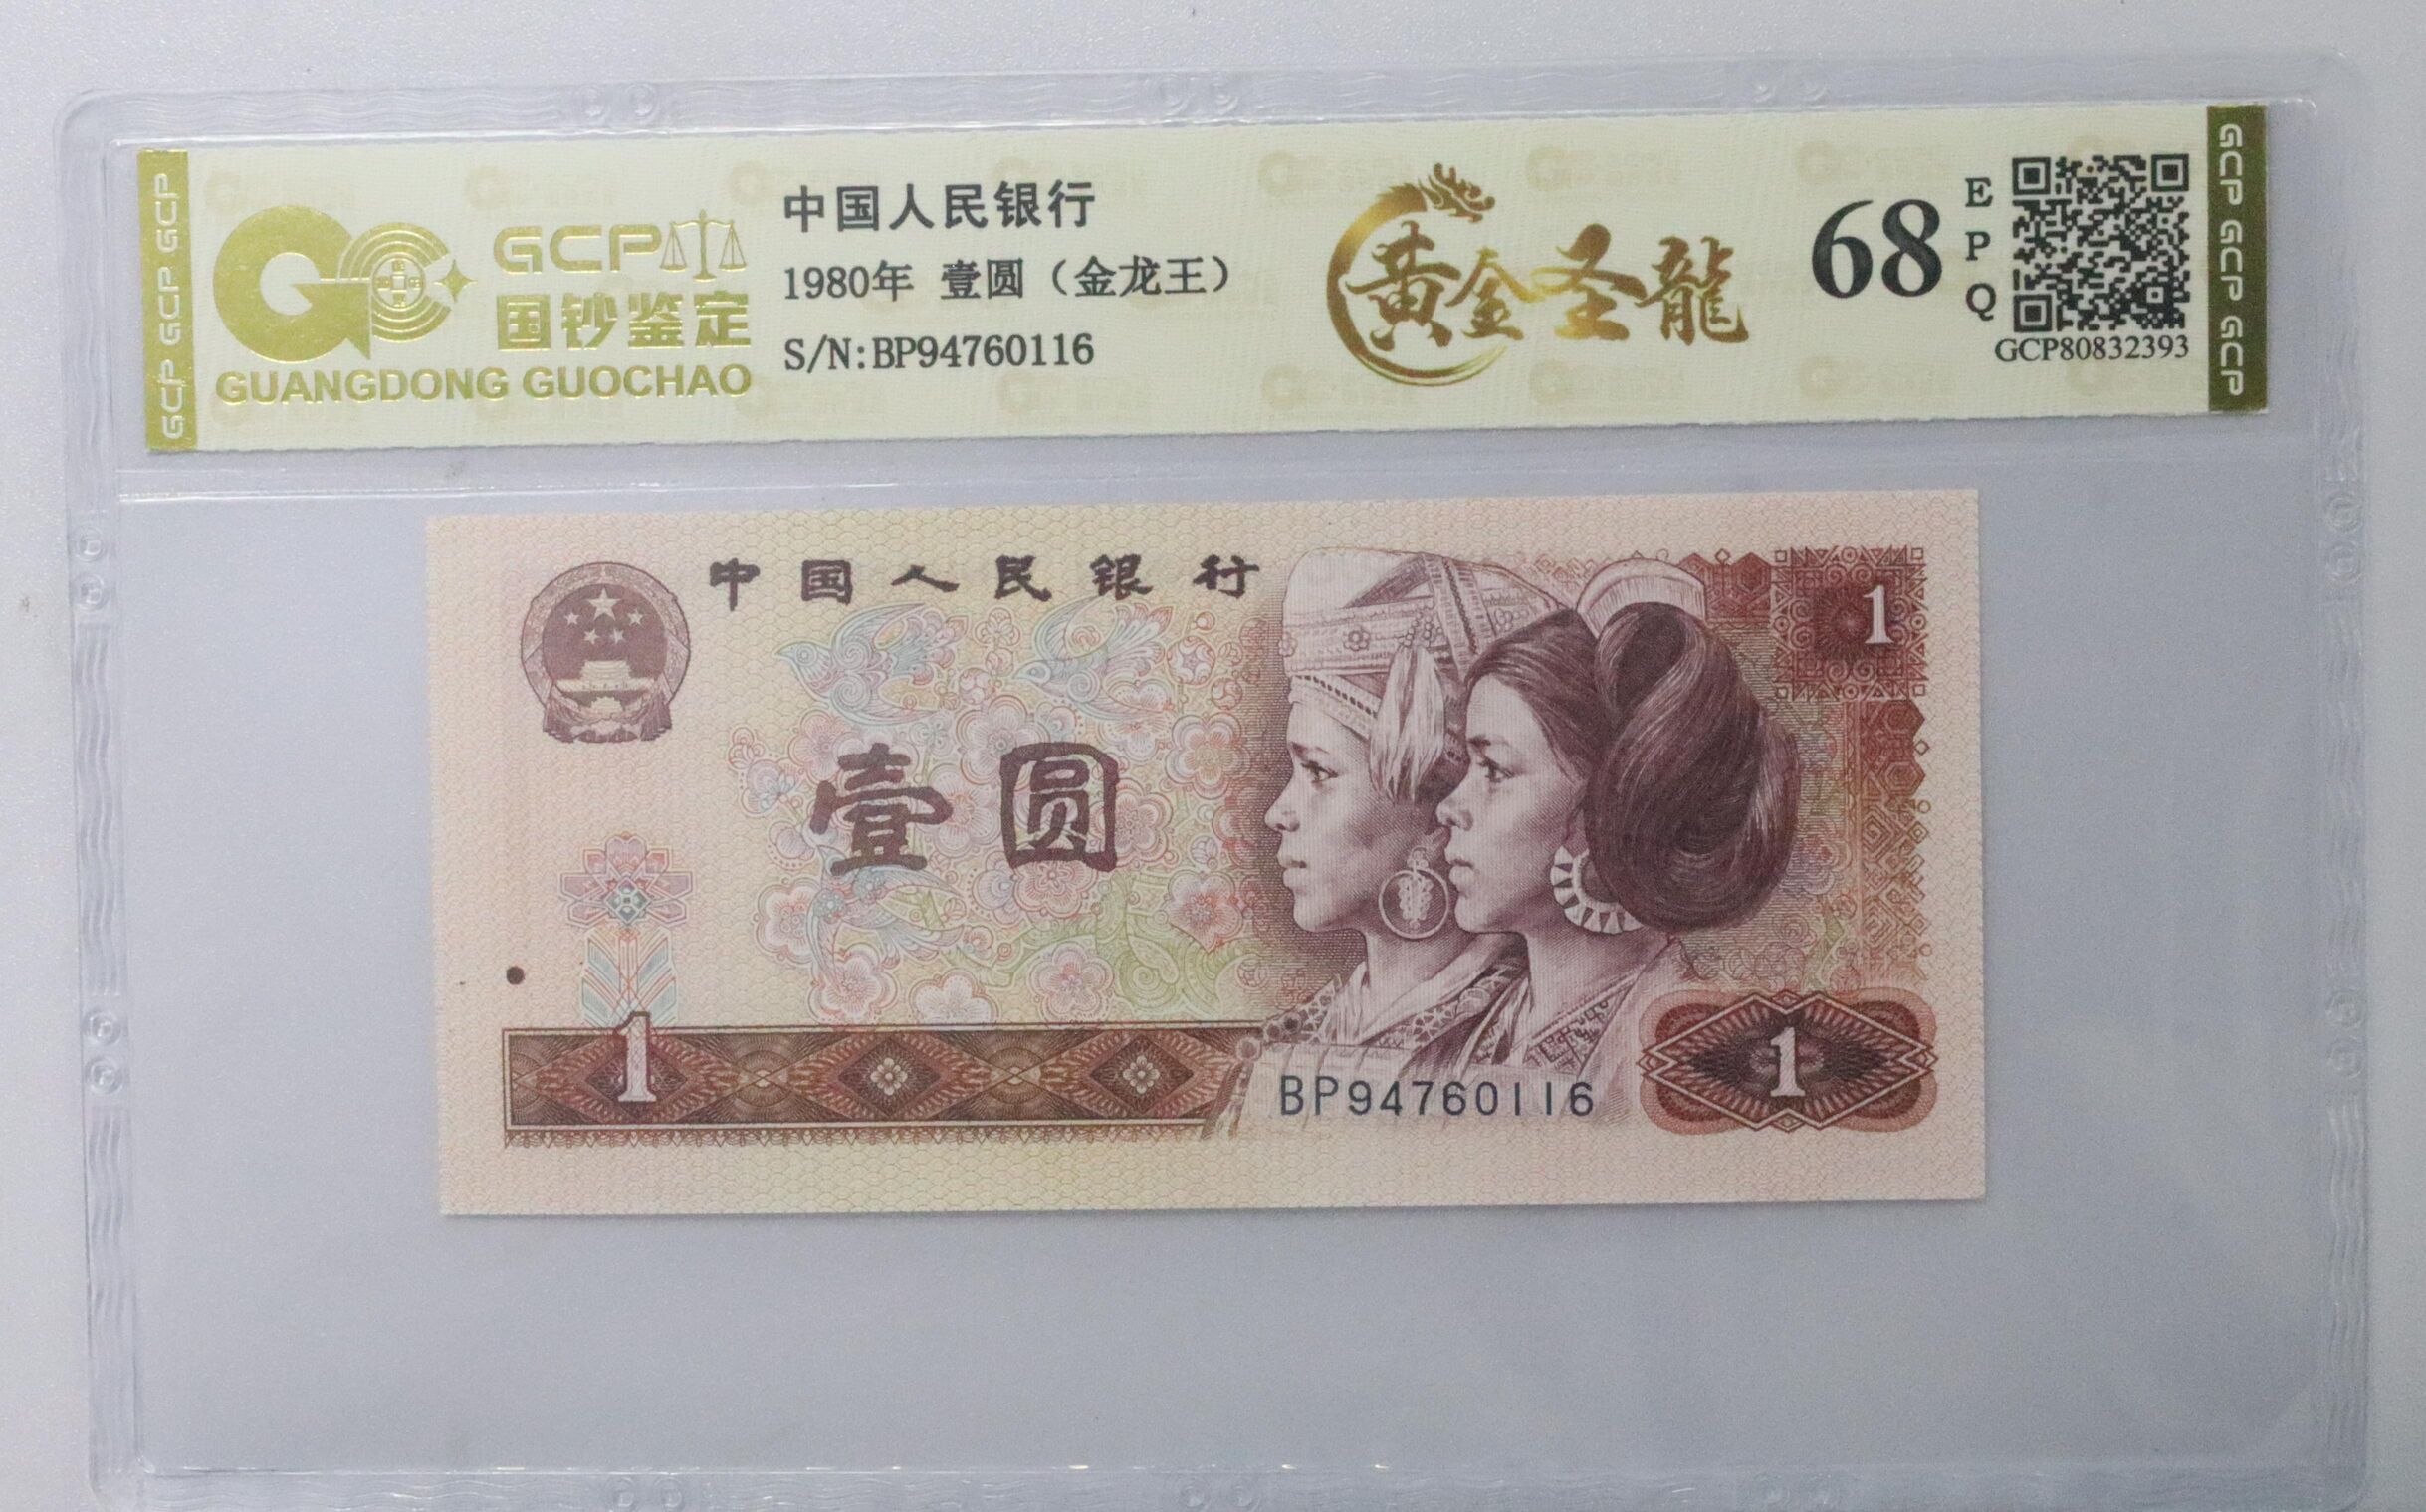 GCP GCP GCP
GCP
国钞鉴定
GUANGDONG GUOCHAO
中国人民银行
1980年 壹圆（金龙王）
S/N:BP94760116
黄金圣龍
68
E
P
Q
GCP80832393
GCP GCP GCP
中国人民银行
1
壹圆
1
BP94760116
1